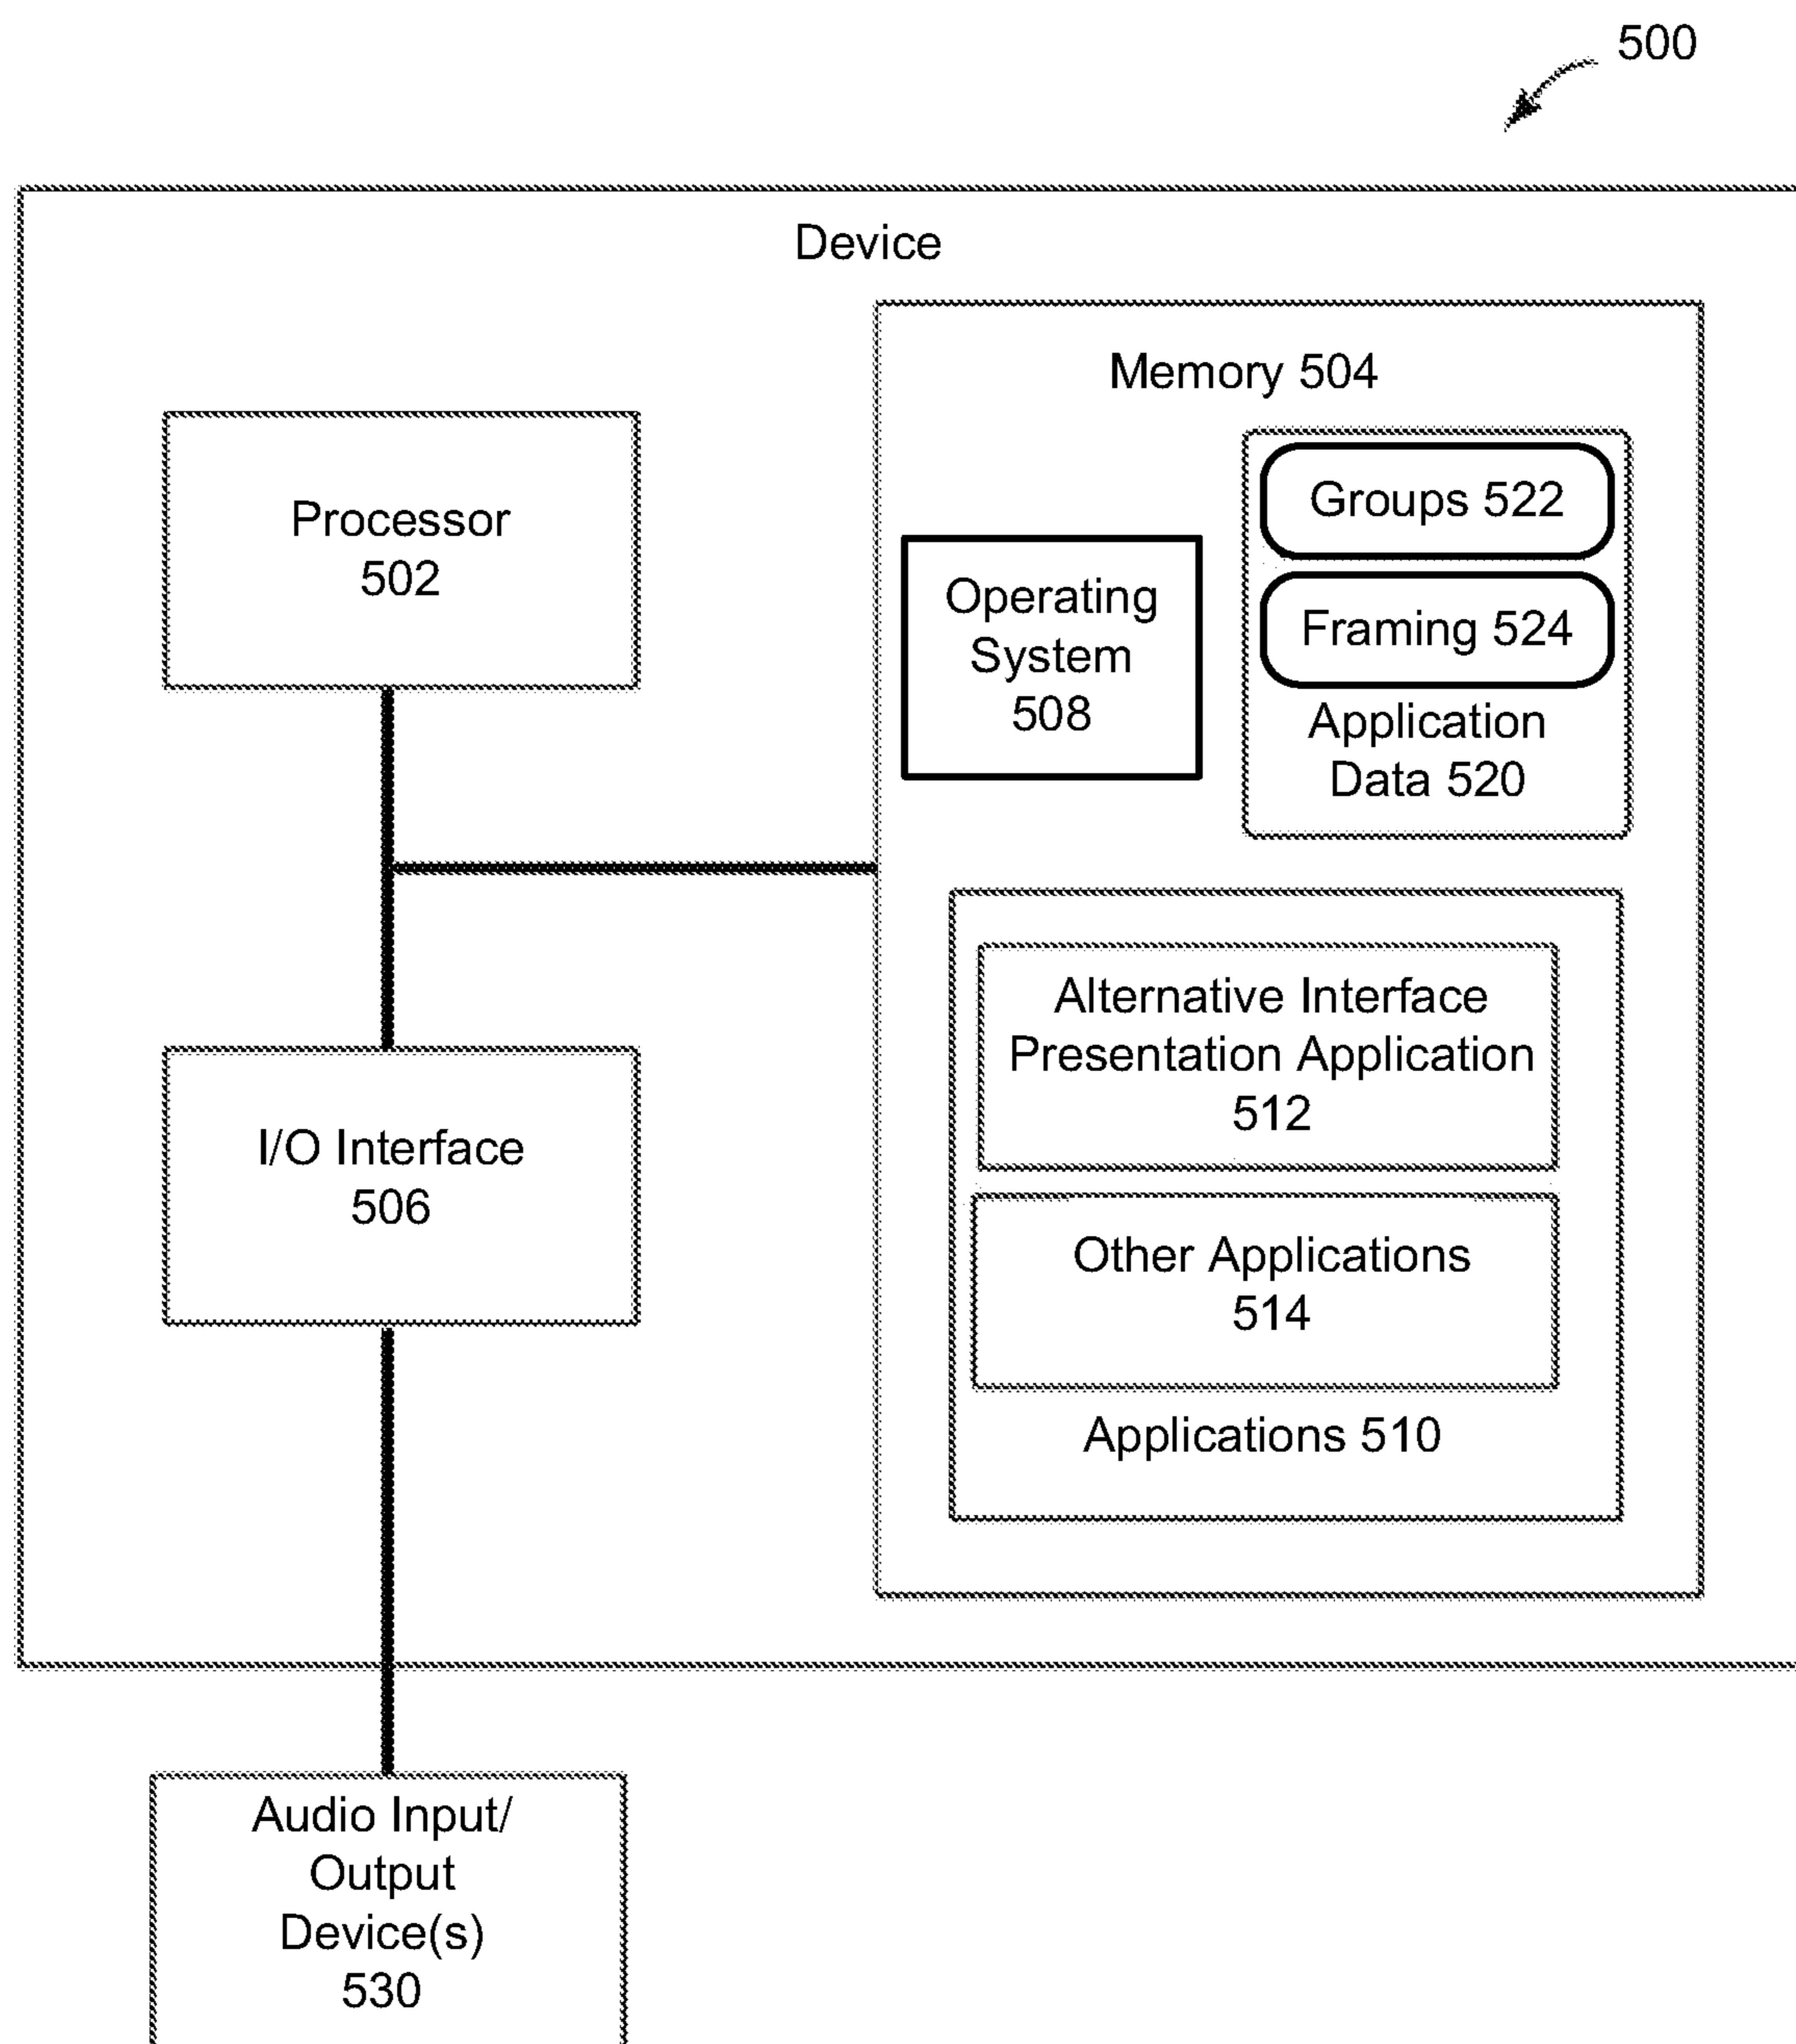 500
Device
Memory 504
Processor
502
Groups 522
Framing 524
Application
Data 520
Operating
System
508
Alternative Interface
Presentation Application
512
I/O Interface
506
Other Applications
514
Applications 510
Audio Input/
Output
Device(s)
530